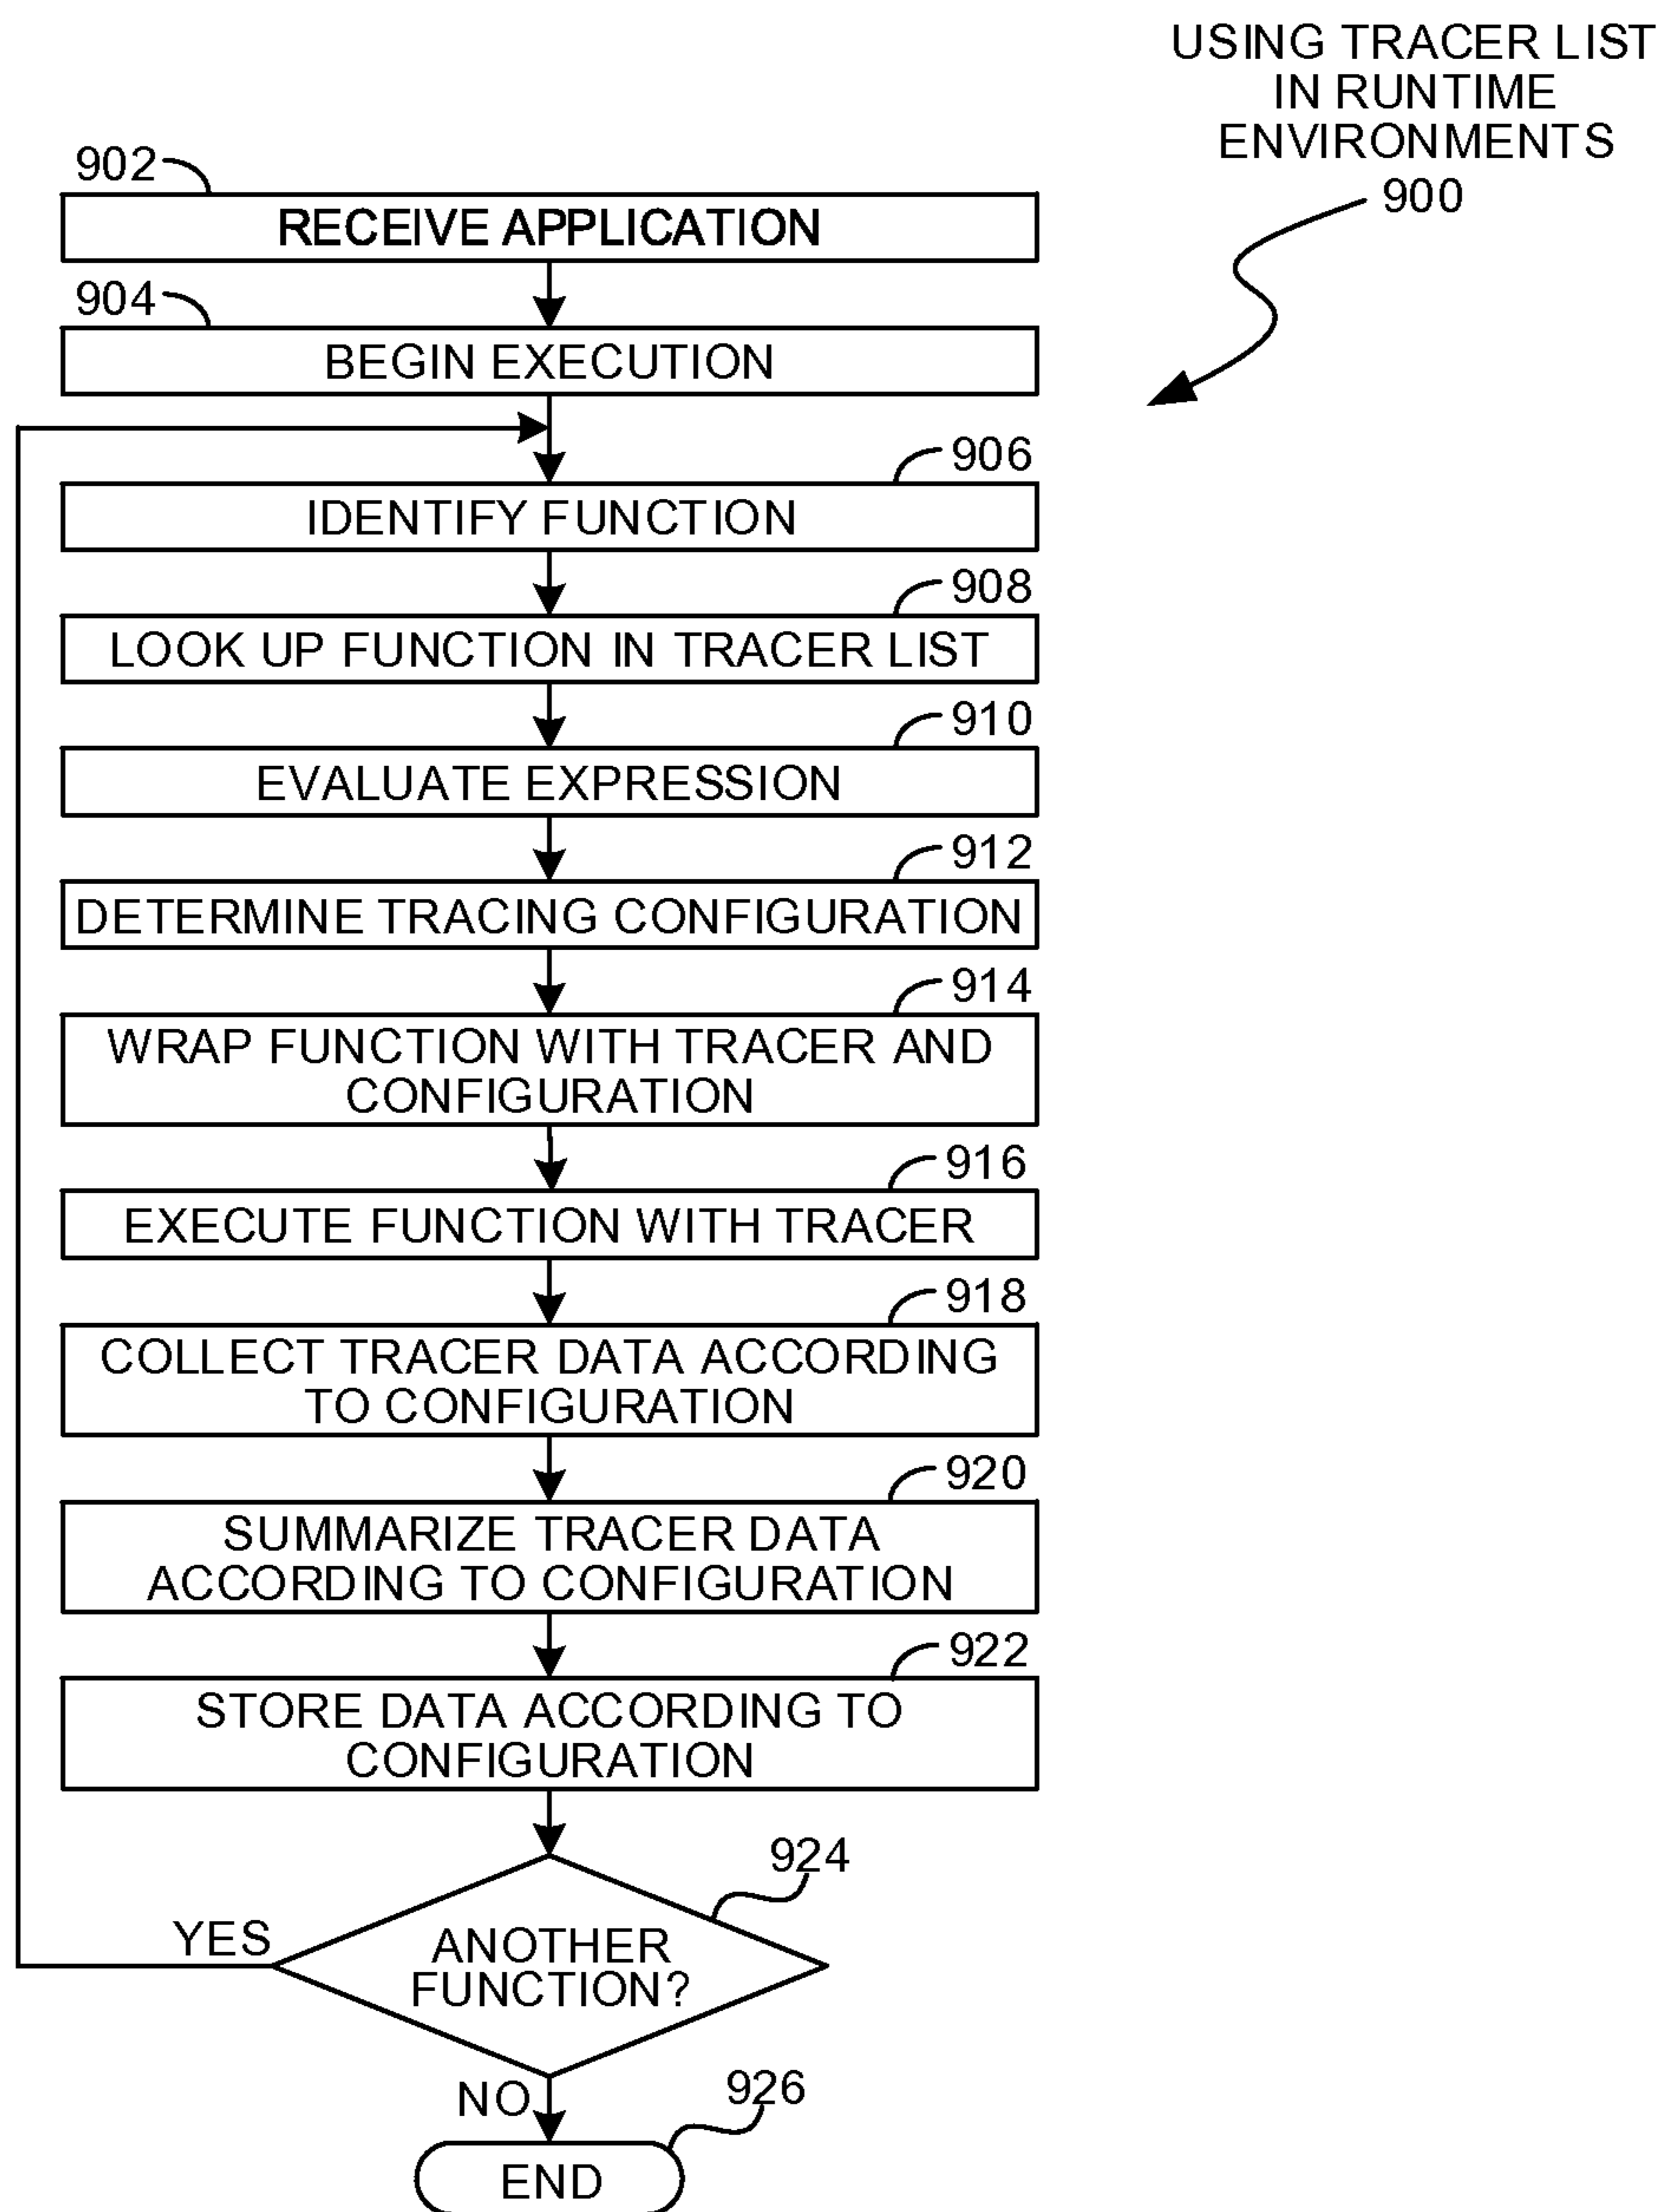 USING TRACER LIST
IN RUNTIME
ENVIRONMENTS
900
902
RECEIVE APPLICATION
904
BEGIN EXECUTION
906
IDENTIFY FUNCTION
908
LOOK UP FUNCTION IN TRACER LIST
910
EVALUATE EXPRESSION
912
DETERMINE TRACING CONFIGURATION
914
WRAP FUNCTION WITH TRACER AND
CONFIGURATION
916
EXECUTE FUNCTION WITH TRACER
918
COLLECT TRACER DATA ACCORDING
TO CONFIGURATION
920
SUMMARIZE TRACER DATA
ACCORDING TO CONFIGURATION
922
STORE DATA ACCORDING TO
CONFIGURATION
924
YES
ANOTHER
FUNCTION?
NO
926
END